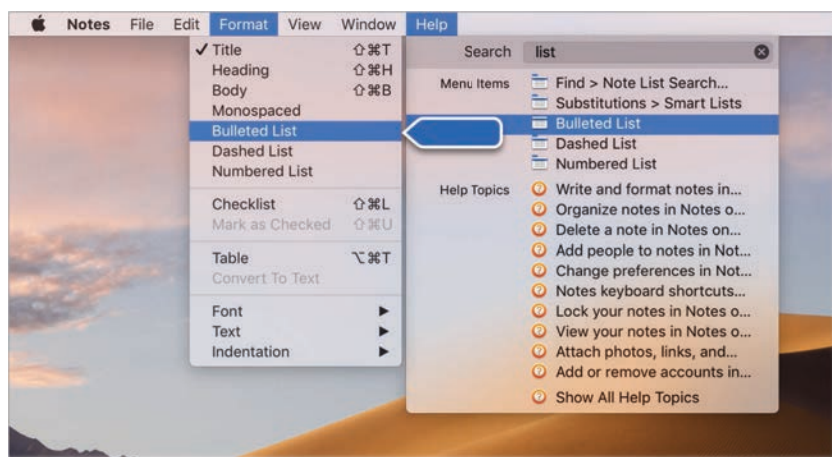 Notes File Edit Format View Window Help
✓ Title ⇧⌘T
Heading ⇧⌘H
Body ⇧⌘B
Monospaced
Bulleted List
Dashed List
Numbered List
Checklist ⇧⌘L
Mark as Checked ⇧⌘U
Table ⌥⌘T
Convert To Text
Font ▶
Text ▶
Indentation ▶
Search list
Menu Items Find > Note List Search...
Substitutions > Smart Lists
Bulleted List
Dashed List
Numbered List
Help Topics Write and format notes in...
Organize notes in Notes o...
Delete a note in Notes on...
Add people to notes in Not...
Change preferences in Not...
Notes keyboard shortcuts...
Lock your notes in Notes o...
View your notes in Notes o...
Attach photos, links, and...
Add or remove accounts in...
Show All Help Topics